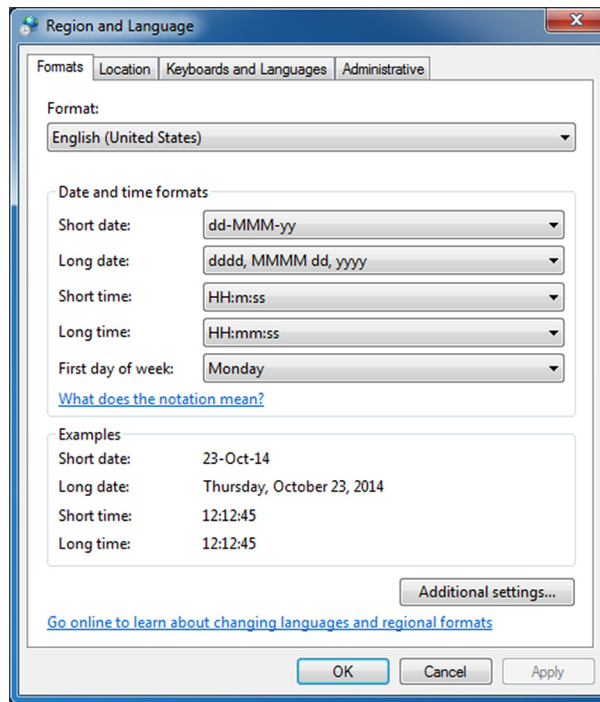 Region and Language
Formats Location Keyboards and Languages Administrative
Format:
English (United States)
Date and time formats
Short date: dd-MMM-yy
Long date: dddd, MMMM dd, yyyy
Short time: HH:m:ss
Long time: HH:mm:ss
First day of week: Monday
What does the notation mean?
Examples
Short date: 23-Oct-14
Long date: Thursday, October 23, 2014
Short time: 12:12:45
Long time: 12:12:45
Additional settings...
Go online to learn about changing languages and regional formats
OK Cancel Apply